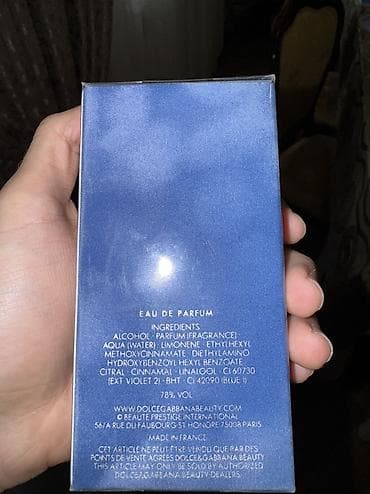 EAU DE PARFUM
INGREDIENTS:
ALCOHOL · PARFUM (FRAGRANCE) ·
AQUA (WATER) · LIMONENE · ETHYLHEXYL
METHOXYCINNAMATE · DIETHYLAMINO
HYDROXYBENZOYL HEXYL BENZOATE ·
CITRAL · CINNAMAL · LINALOOL · CI 60730
(EXT VIOLET 2) · BHT · CI 42090 (BLUE 1)
78% VOL
WWW.DOLCEGABBANABEAUTY.COM
© BEAUTE PRESTIGE INTERNATIONAL
56/A RUE DU FAUBOURG ST HONORE 75008 PARIS
MADE IN FRANCE
CET ARTICLE NE PEUT ÊTRE VENDU QUE PAR DES
POINTS DE VENTE AGRÉÉS DOLCE&GABBANA BEAUTY
THIS ARTICLE MAY ONLY BE SOLD BY AUTHORIZED
DOLCE&GABBANA BEAUTY DEALERS.